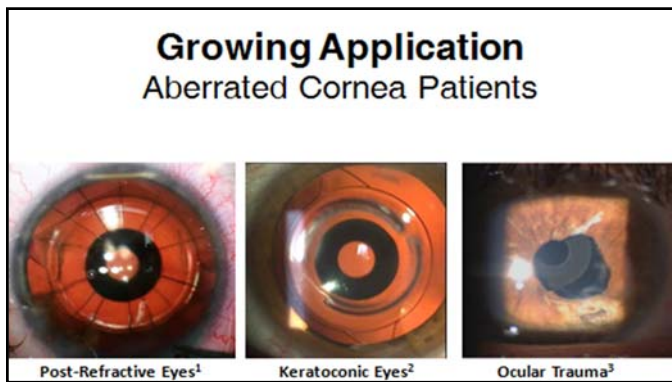 Growing Application
Aberrated Cornea Patients
Post-Refractive Eyes¹
Keratoconic Eyes²
Ocular Trauma³